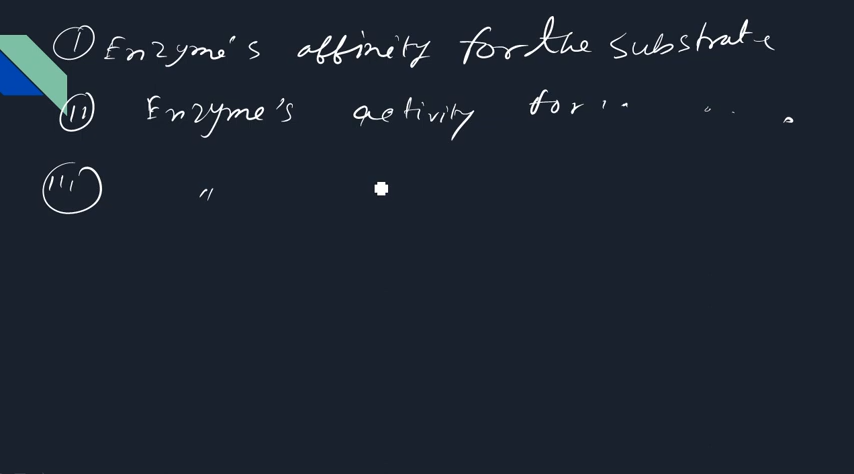 (i) Enzyme's affinity for the substrate
(ii) Enzyme's activity for " " .
(iii) "